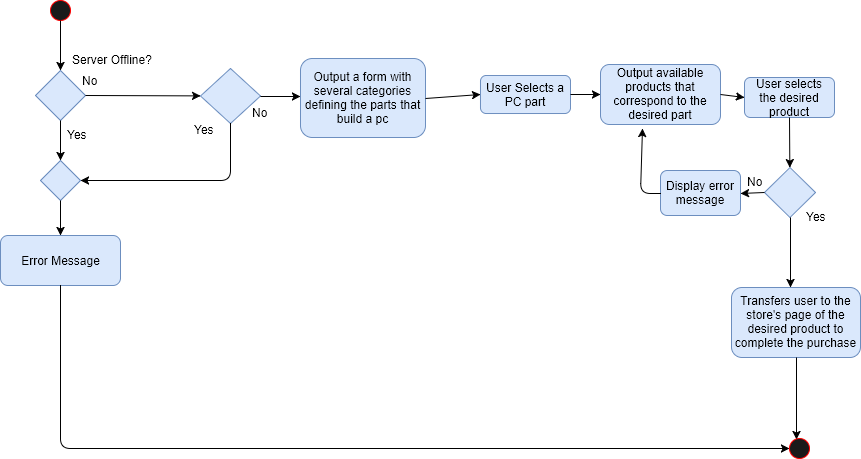 Server Offline?
No
Yes
Yes
No
Output a form with
several categories
defining the parts that
build a pc
User Selects a
PC part
Output available
products that
correspond to the
desired part
User selects
the desired
product
Display error
message
No
Yes
Error Message
Transfers user to the
store's page of the
desired product to
complete the purchase